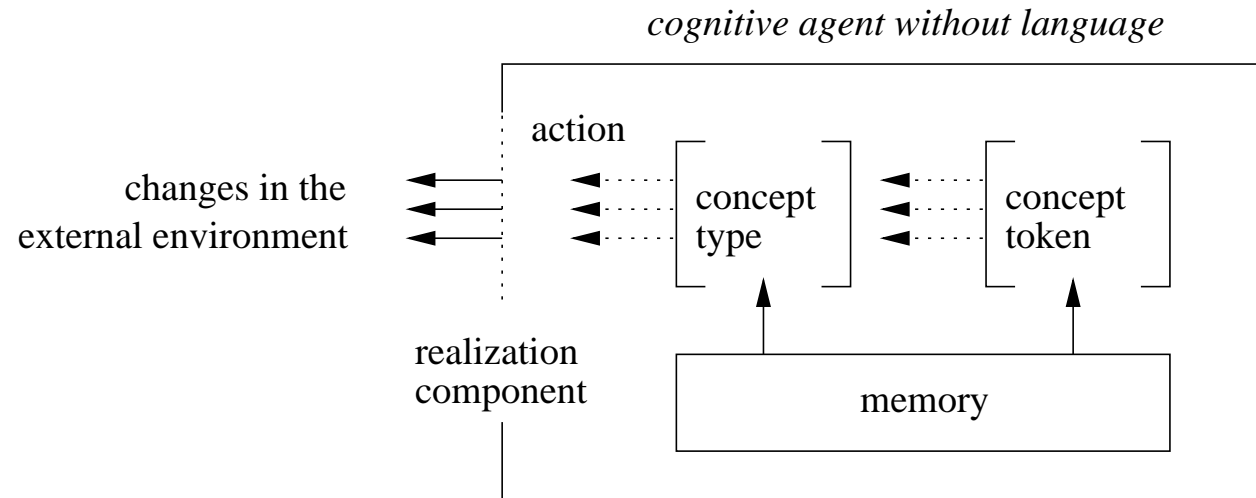 cognitive agent without language
action
changes in the
external environment
concept
type
concept
token
realization
component
memory